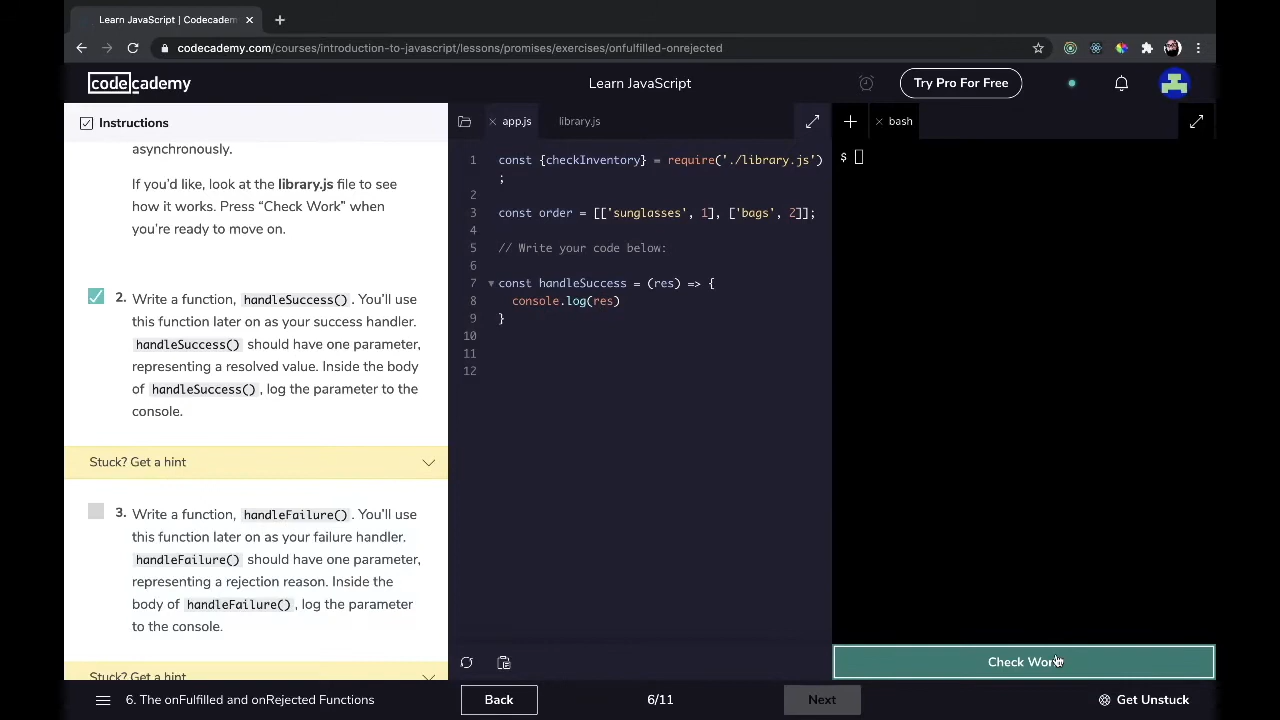 Learn JavaScript | Codecadem
codecademy.com/courses/introduction-to-javascript/lessons/promises/exercises/onfulfilled-onrejected
codecademy
Learn JavaScript
Try Pro For Free
Instructions
asynchronously.
If you'd like, look at the library.js file to see
how it works. Press “Check Work” when
you're ready to move on.
2. Write a function, handleSuccess(). You'll use
this function later on as your success handler.
handleSuccess() should have one parameter,
representing a resolved value. Inside the body
of handleSuccess(), log the parameter to the
console.
Stuck? Get a hint
3. Write a function, handleFailure(). You'll use
this function later on as your failure handler.
handleFailure() should have one parameter,
representing a rejection reason. Inside the
body of handleFailure(), log the parameter
to the console.
Stuck? Get a hint
app.js library.js
1 const {checkInventory} = require('./library.js')
;
2
3 const order = [['sunglasses', 1], ['bags', 2]];
4
5 // Write your code below:
6
7 const handleSuccess = (res) => {
8 console.log(res)
9 }
10
11
12
bash
$
Check Work
6. The onFulfilled and onRejected Functions
Back
6/11
Next
Get Unstuck